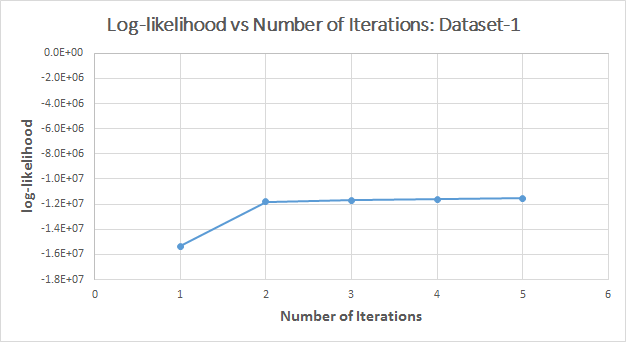 Log-likelihood vs Number of Iterations: Dataset-1
0.0E+00
-2.0E+06
-4.0E+06
-6.0E+06
-8.0E+06
-1.0E+07
-1.2E+07
-1.4E+07
-1.6E+07
-1.8E+07
log-likelihood
0 1 2 3 4 5 6
Number of Iterations